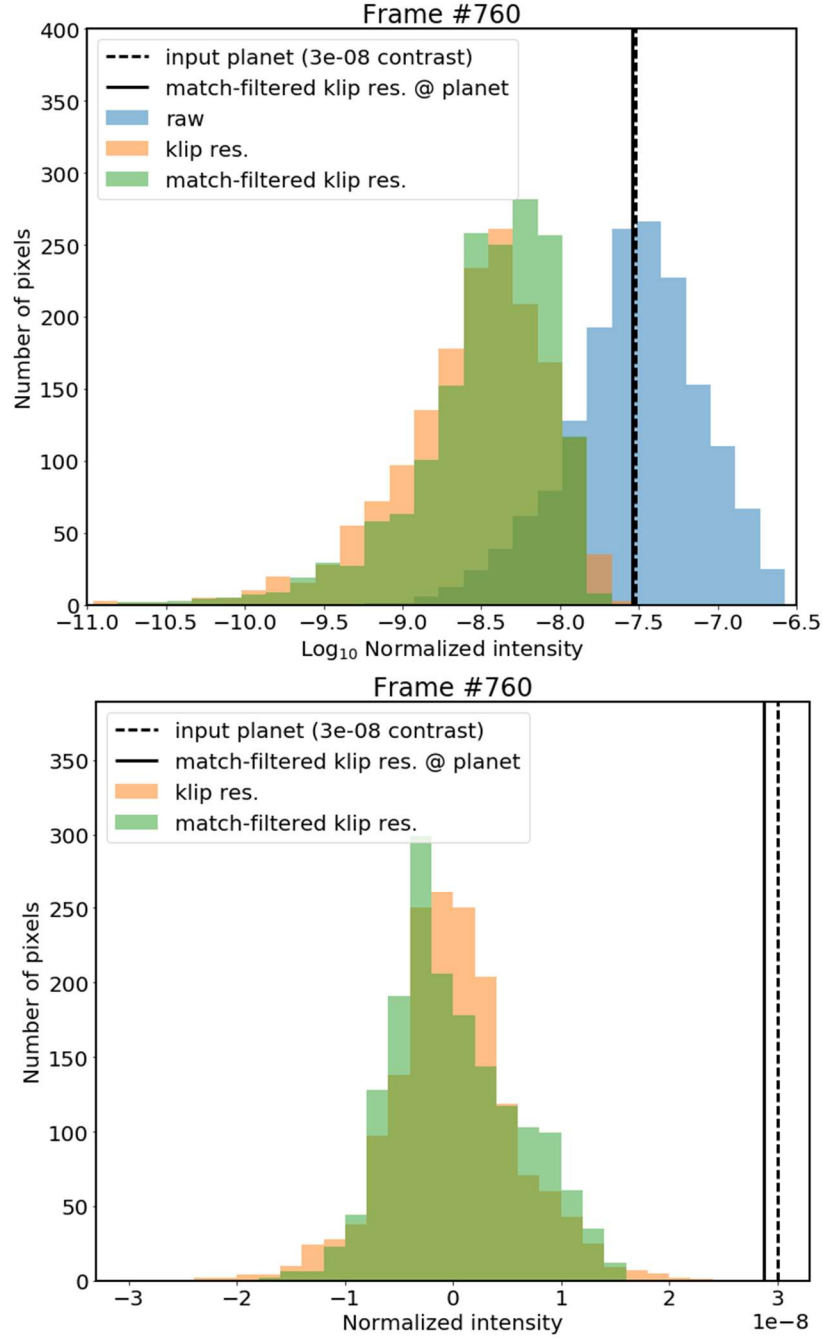 Frame #760
400
350
300
250
200
150
100
50
0
Number of pixels
input planet (3e-08 contrast)
match-filtered klip res. @ planet
raw
klip res.
match-filtered klip res.
−11.0 −10.5 −10.0 −9.5 −9.0 −8.5 −8.0 −7.5 −7.0 −6.5
Log₁₀ Normalized intensity
Frame #760
350
300
250
200
150
100
50
0
Number of pixels
input planet (3e-08 contrast)
match-filtered klip res. @ planet
klip res.
match-filtered klip res.
−3 −2 −1 0 1 2 3
1e−8
Normalized intensity